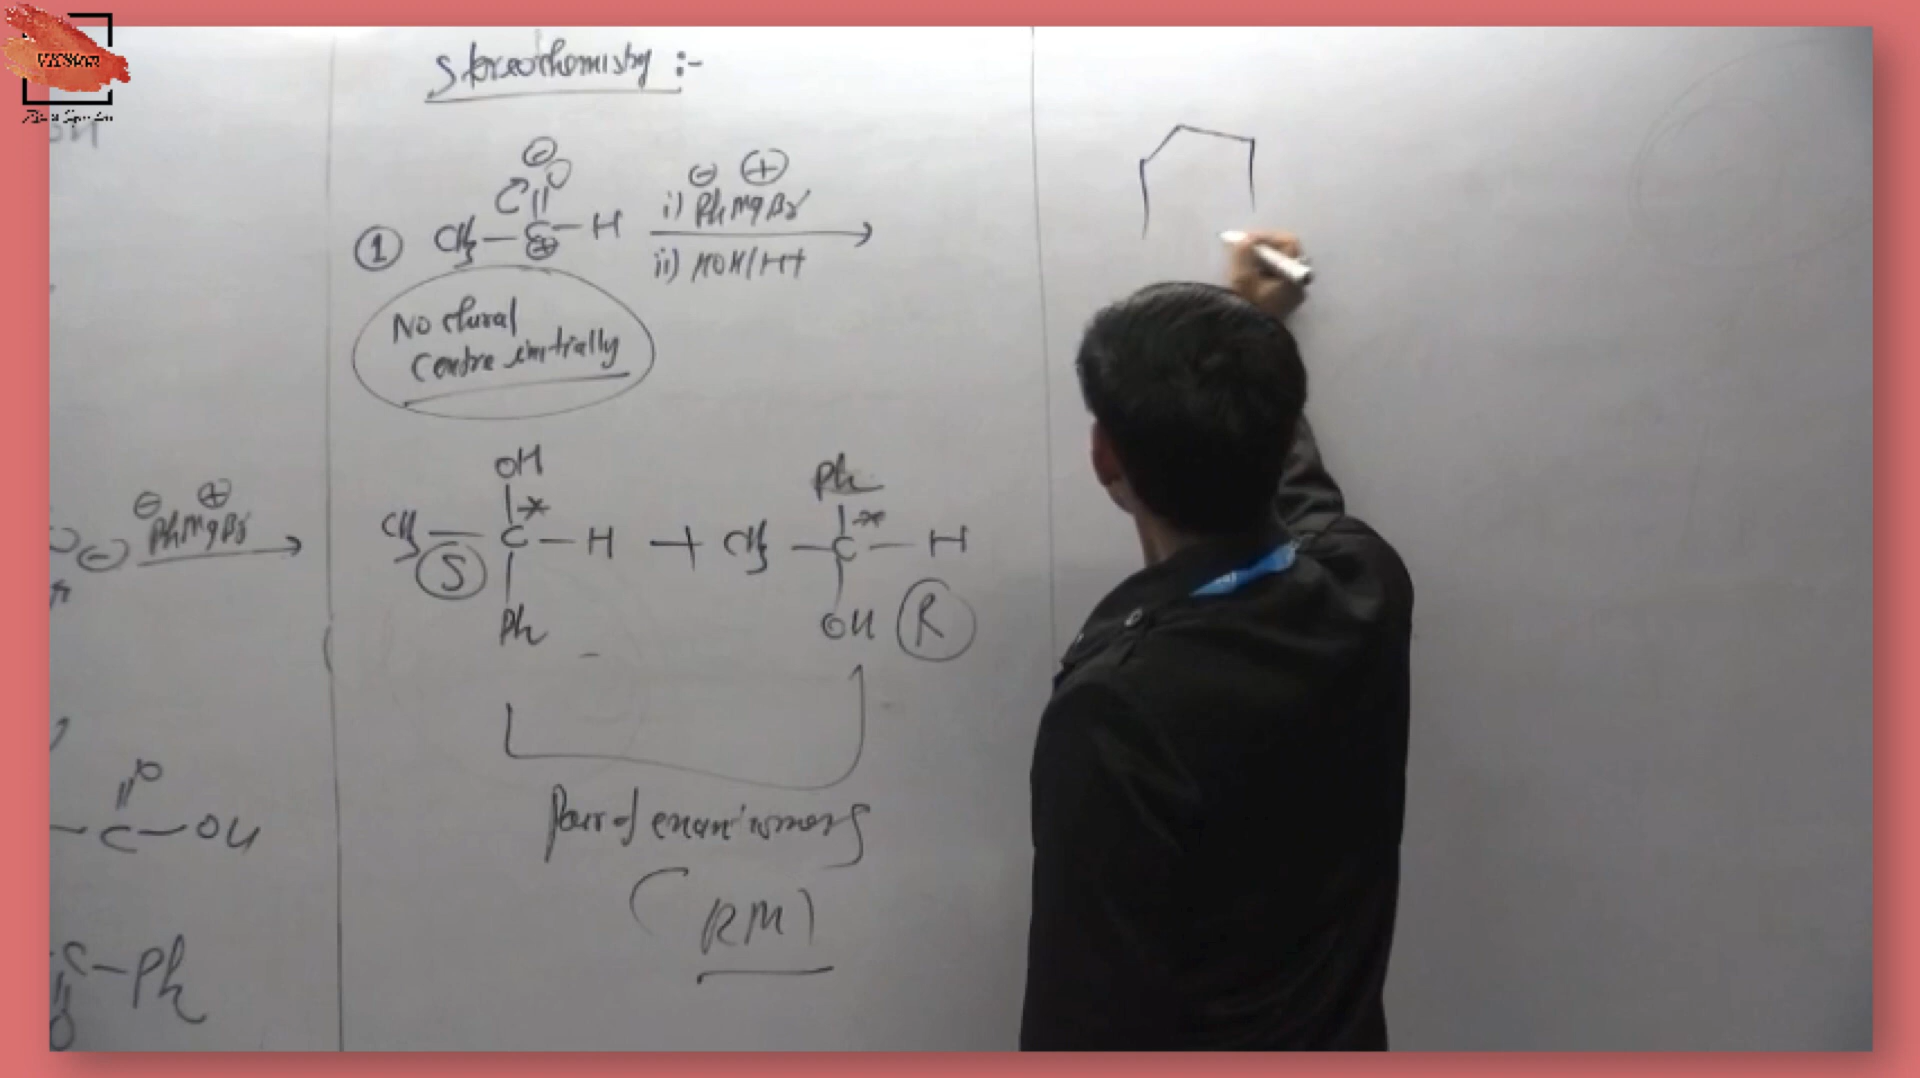 Stereochemistry :-
⊖
O
① CH3 — C — H
⊕
⊖ ⊕
i) PhMgBr
ii) HOH/H+
No chiral
Centre initially
OH
CH3 — C* — H
Ph
S
+
Ph
CH3 — C* — H
OH
R
Pair of enantiomers
(RM)
⊖ ⊕
⊖ PhMgBr
O
— C — OH
C — Ph
O